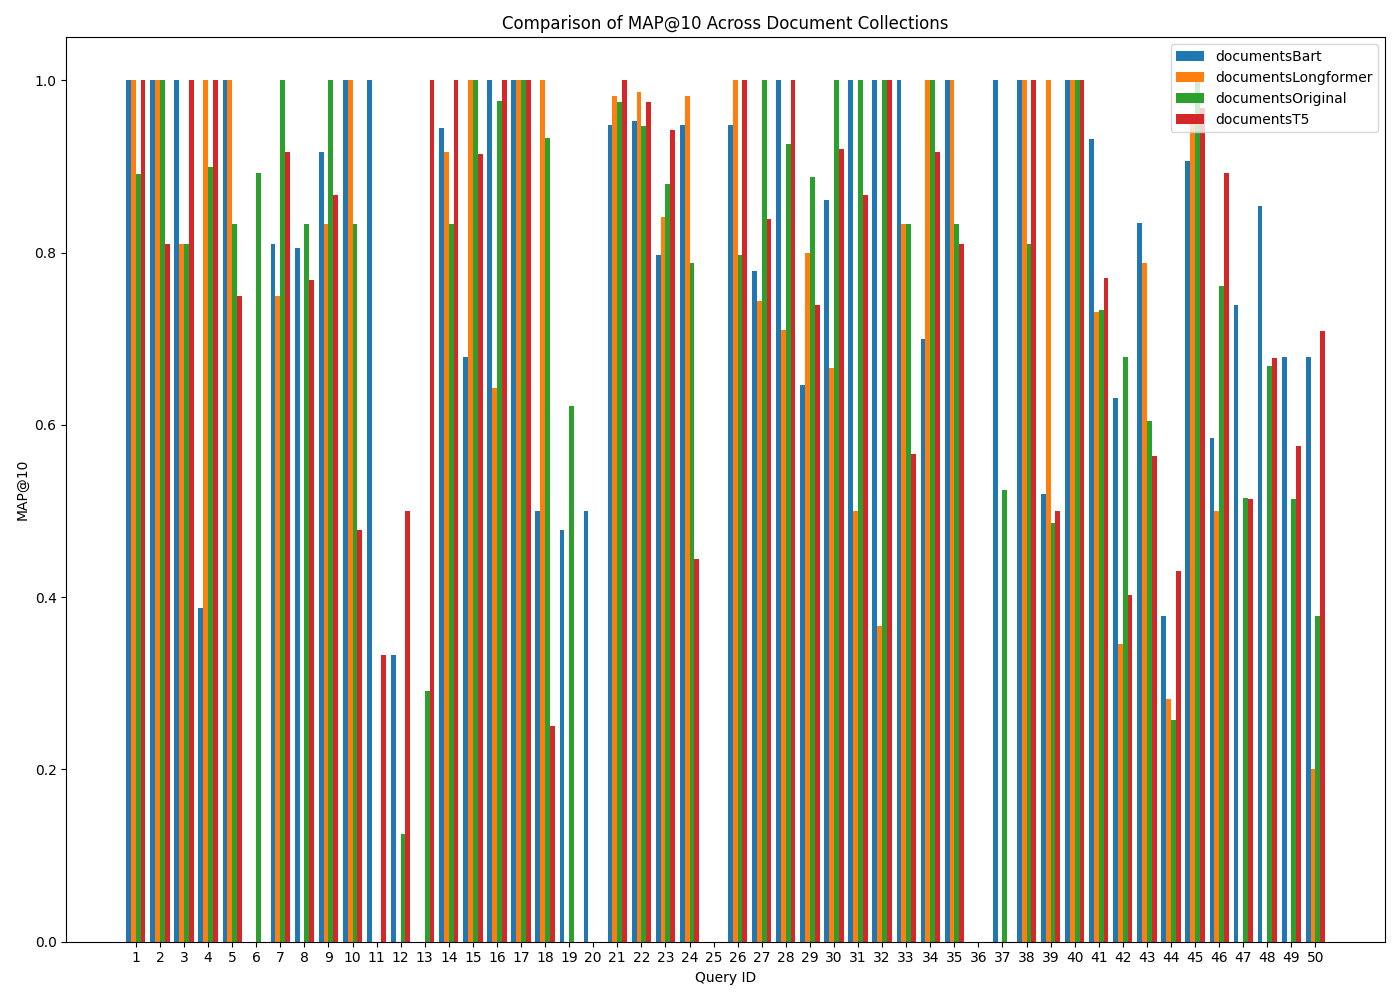 Comparison of MAP@10 Across Document Collections
documentsBart
documentsLongformer
documentsOriginal
documentsT5
MAP@10
1.0
0.8
0.6
0.4
0.2
0.0
1 2 3 4 5 6 7 8 9 10 11 12 13 14 15 16 17 18 19 20 21 22 23 24 25 26 27 28 29 30 31 32 33 34 35 36 37 38 39 40 41 42 43 44 45 46 47 48 49 50
Query ID